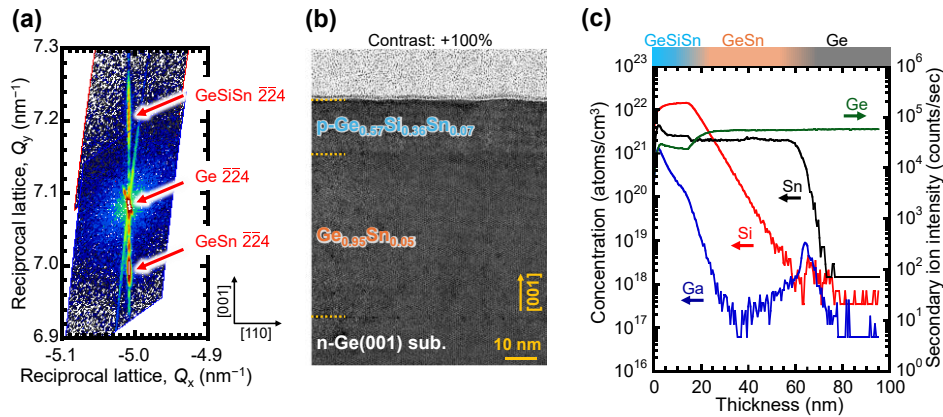 (a)
7.3
7.2
7.1
7.0
6.9
Reciprocal lattice, Qy (nm⁻¹)
GeSiSn 2̅2̅4
Ge 2̅2̅4
GeSn 2̅2̅4
[001]
[110]
-5.1
-5.0
-4.9
Reciprocal lattice, Qx (nm⁻¹)
(b)
Contrast: +100%
p-Ge0.57Si0.36Sn0.07
Ge0.95Sn0.05
[001]
n-Ge(001) sub.
10 nm
(c)
GeSiSn
GeSn
Ge
10²³
10²²
10²¹
10²⁰
10¹⁹
10¹⁸
10¹⁷
10¹⁶
Concentration (atoms/cm³)
Ge
Sn
Si
Ga
10⁶
10⁵
10⁴
10³
10²
10¹
10⁰
Secondary ion intensity (counts/sec)
0
20
40
60
80
100
Thickness (nm)